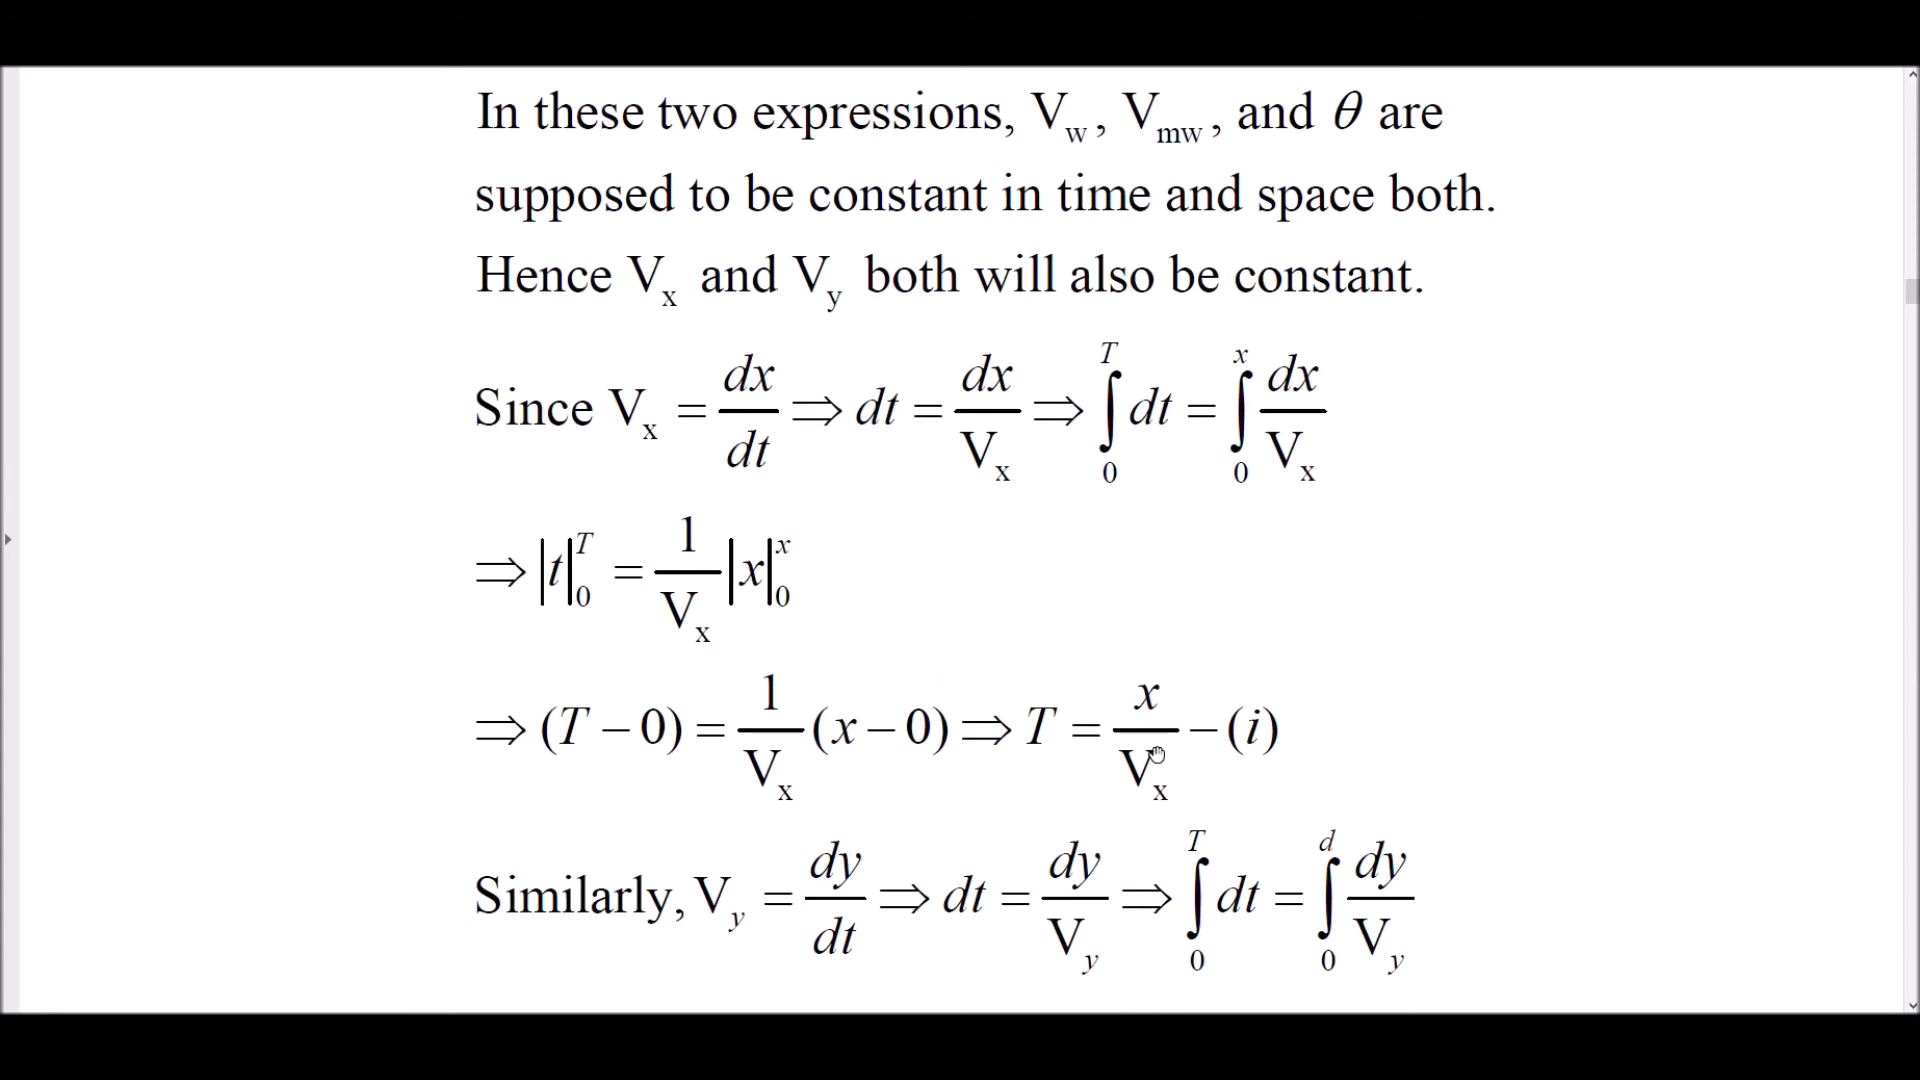 In these two expressions, V_w, V_mw, and θ are
supposed to be constant in time and space both.
Hence V_x and V_y both will also be constant.
Since V_x = dx/dt ⇒ dt = dx/V_x ⇒ ∫_0^T dt = ∫_0^x dx/V_x
⇒ |t|_0^T = 1/V_x |x|_0^x
⇒ (T − 0) = 1/V_x (x − 0) ⇒ T = x/V_x − (i)
Similarly, V_y = dy/dt ⇒ dt = dy/V_y ⇒ ∫_0^T dt = ∫_0^d dy/V_y